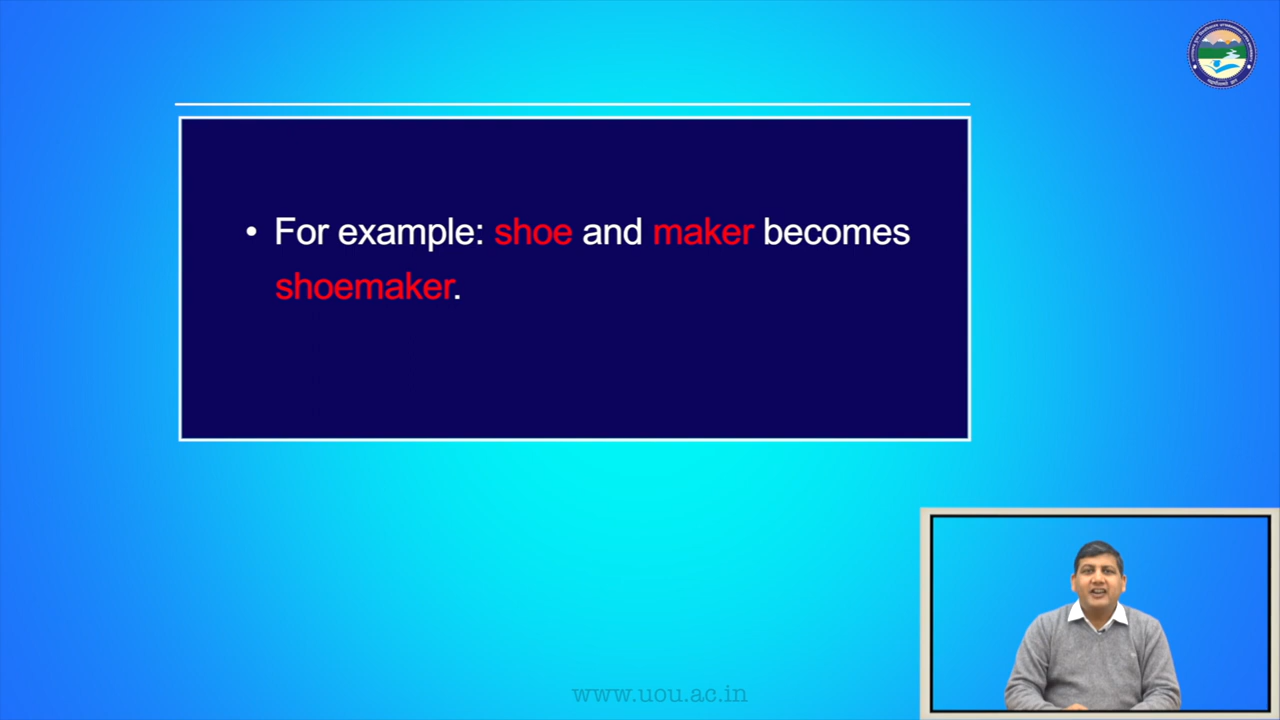 • For example: shoe and maker becomes
shoemaker.
www.uou.ac.in